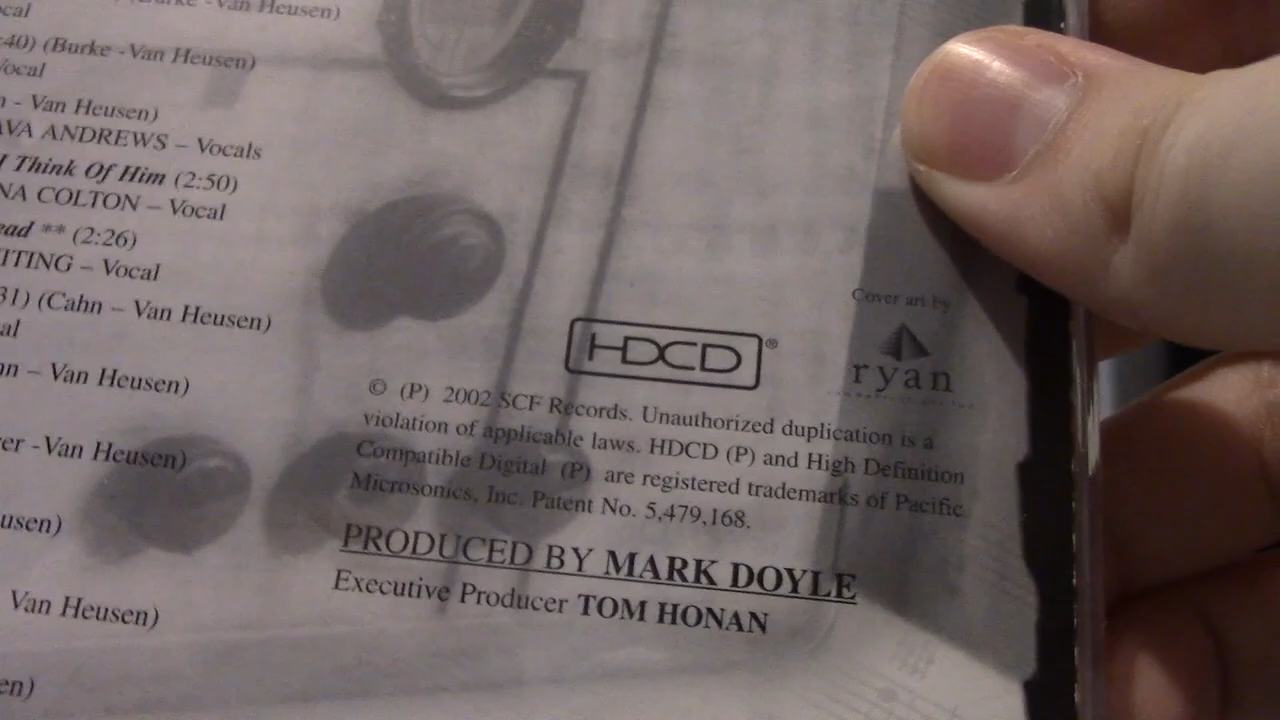 Van Heusen)
cal
:40) (Burke -Van Heusen)
Vocal
n - Van Heusen)
AVA ANDREWS – Vocals
I Think Of Him (2:50)
NA COLTON – Vocal
ead ** (2:26)
ITING – Vocal
31) (Cahn – Van Heusen)
al
nn – Van Heusen)
er -Van Heusen)
usen)
Van Heusen)
en)
Cover art by
ryan
HDCD®
© (P) 2002 SCF Records. Unauthorized duplication is a
violation of applicable laws. HDCD (P) and High Definition
Compatible Digital (P) are registered trademarks of Pacific
Microsonics, Inc. Patent No. 5,479,168.
PRODUCED BY MARK DOYLE
Executive Producer TOM HONAN